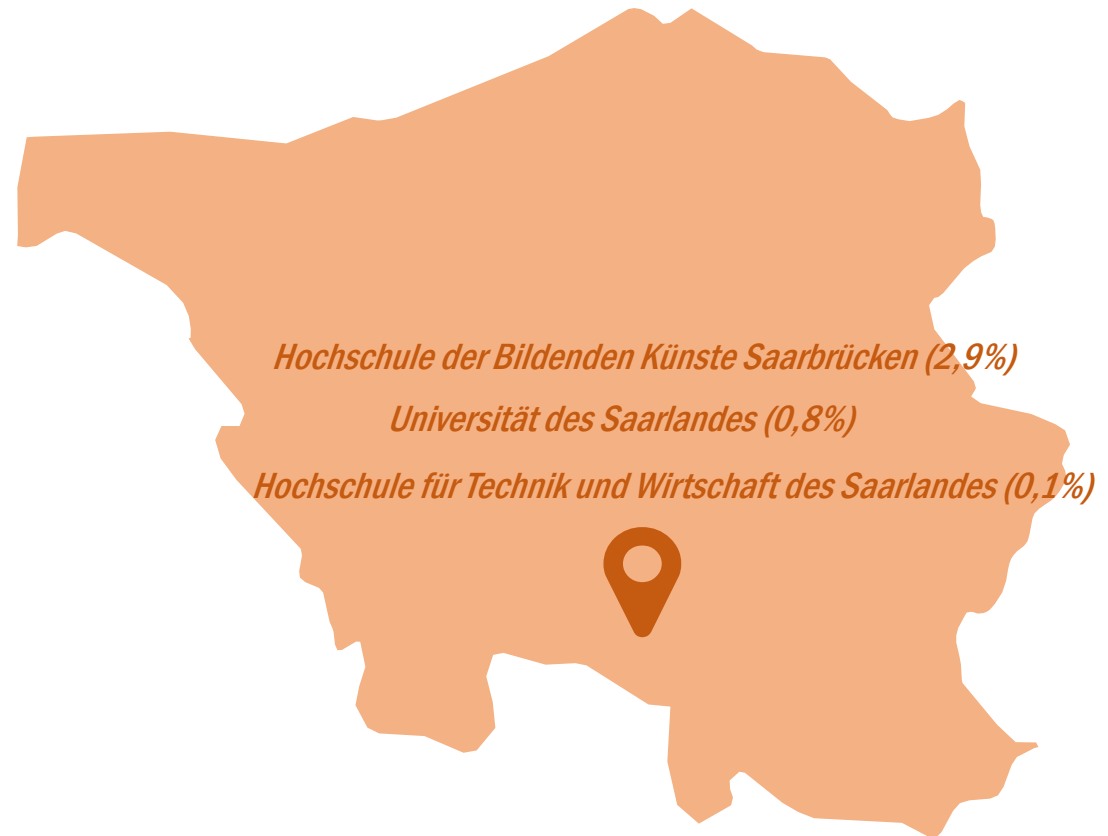 Hochschule der Bildenden Künste Saarbrücken (2,9%)
Universität des Saarlandes (0,8%)
Hochschule für Technik und Wirtschaft des Saarlandes (0,1%)